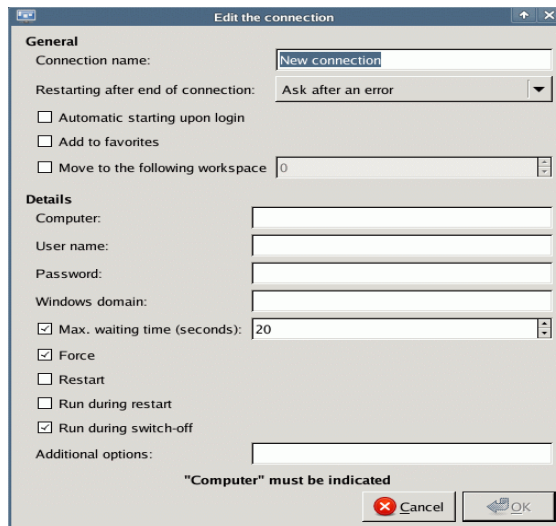 Edit the connection
General
Connection name: New connection
Restarting after end of connection: Ask after an error
Automatic starting upon login
Add to favorites
Move to the following workspace 0
Details
Computer:
User name:
Password:
Windows domain:
Max. waiting time (seconds): 20
Force
Restart
Run during restart
Run during switch-off
Additional options:
"Computer" must be indicated
Cancel OK